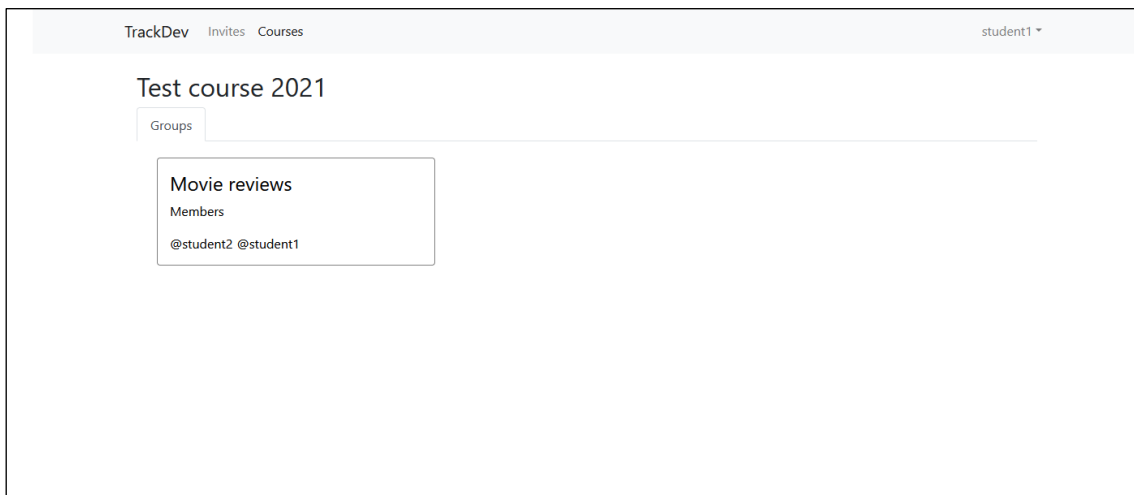 TrackDev Invites Courses student1
Test course 2021
Groups
Movie reviews
Members
@student2 @student1